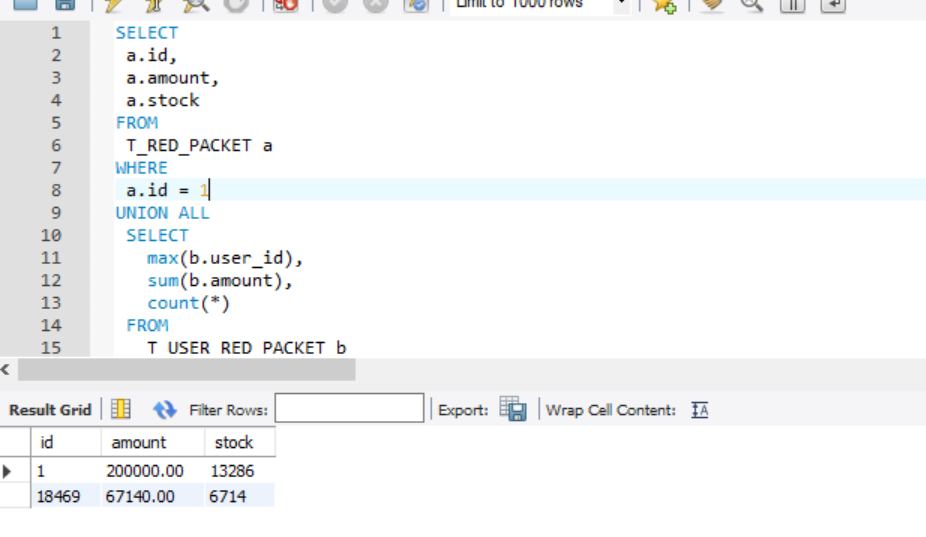 Limit to 1000 rows
1 SELECT
2 a.id,
3 a.amount,
4 a.stock
5 FROM
6 T_RED_PACKET a
7 WHERE
8 a.id = 1
9 UNION ALL
10 SELECT
11 max(b.user_id),
12 sum(b.amount),
13 count(*)
14 FROM
15 T_USER_RED_PACKET b
Result Grid Filter Rows: Export: Wrap Cell Content: IA
id amount stock
1 200000.00 13286
18469 67140.00 6714